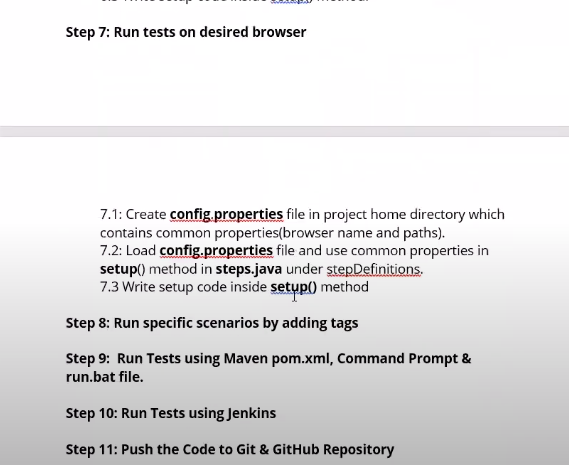 Step 7: Run tests on desired browser
7.1: Create config.properties file in project home directory which
contains common properties(browser name and paths).
7.2: Load config.properties file and use common properties in
setup() method in steps.java under stepDefinitions.
7.3 Write setup code inside setup() method
Step 8: Run specific scenarios by adding tags
Step 9:  Run Tests using Maven pom.xml, Command Prompt &
run.bat file.
Step 10: Run Tests using Jenkins
Step 11: Push the Code to Git & GitHub Repository